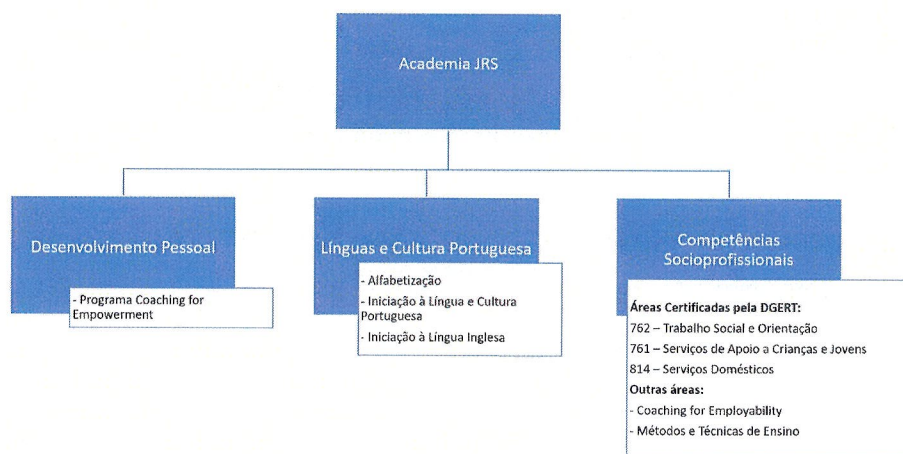 Academia JRS
Desenvolvimento Pessoal
- Programa Coaching for
Empowerment
Línguas e Cultura Portuguesa
- Alfabetização
- Iniciação à Língua e Cultura
Portuguesa
- Iniciação à Língua Inglesa
Competências
Socioprofissionais
Áreas Certificadas pela DGERT:
762 – Trabalho Social e Orientação
761 – Serviços de Apoio a Crianças e Jovens
814 – Serviços Domésticos
Outras áreas:
- Coaching for Employability
- Métodos e Técnicas de Ensino